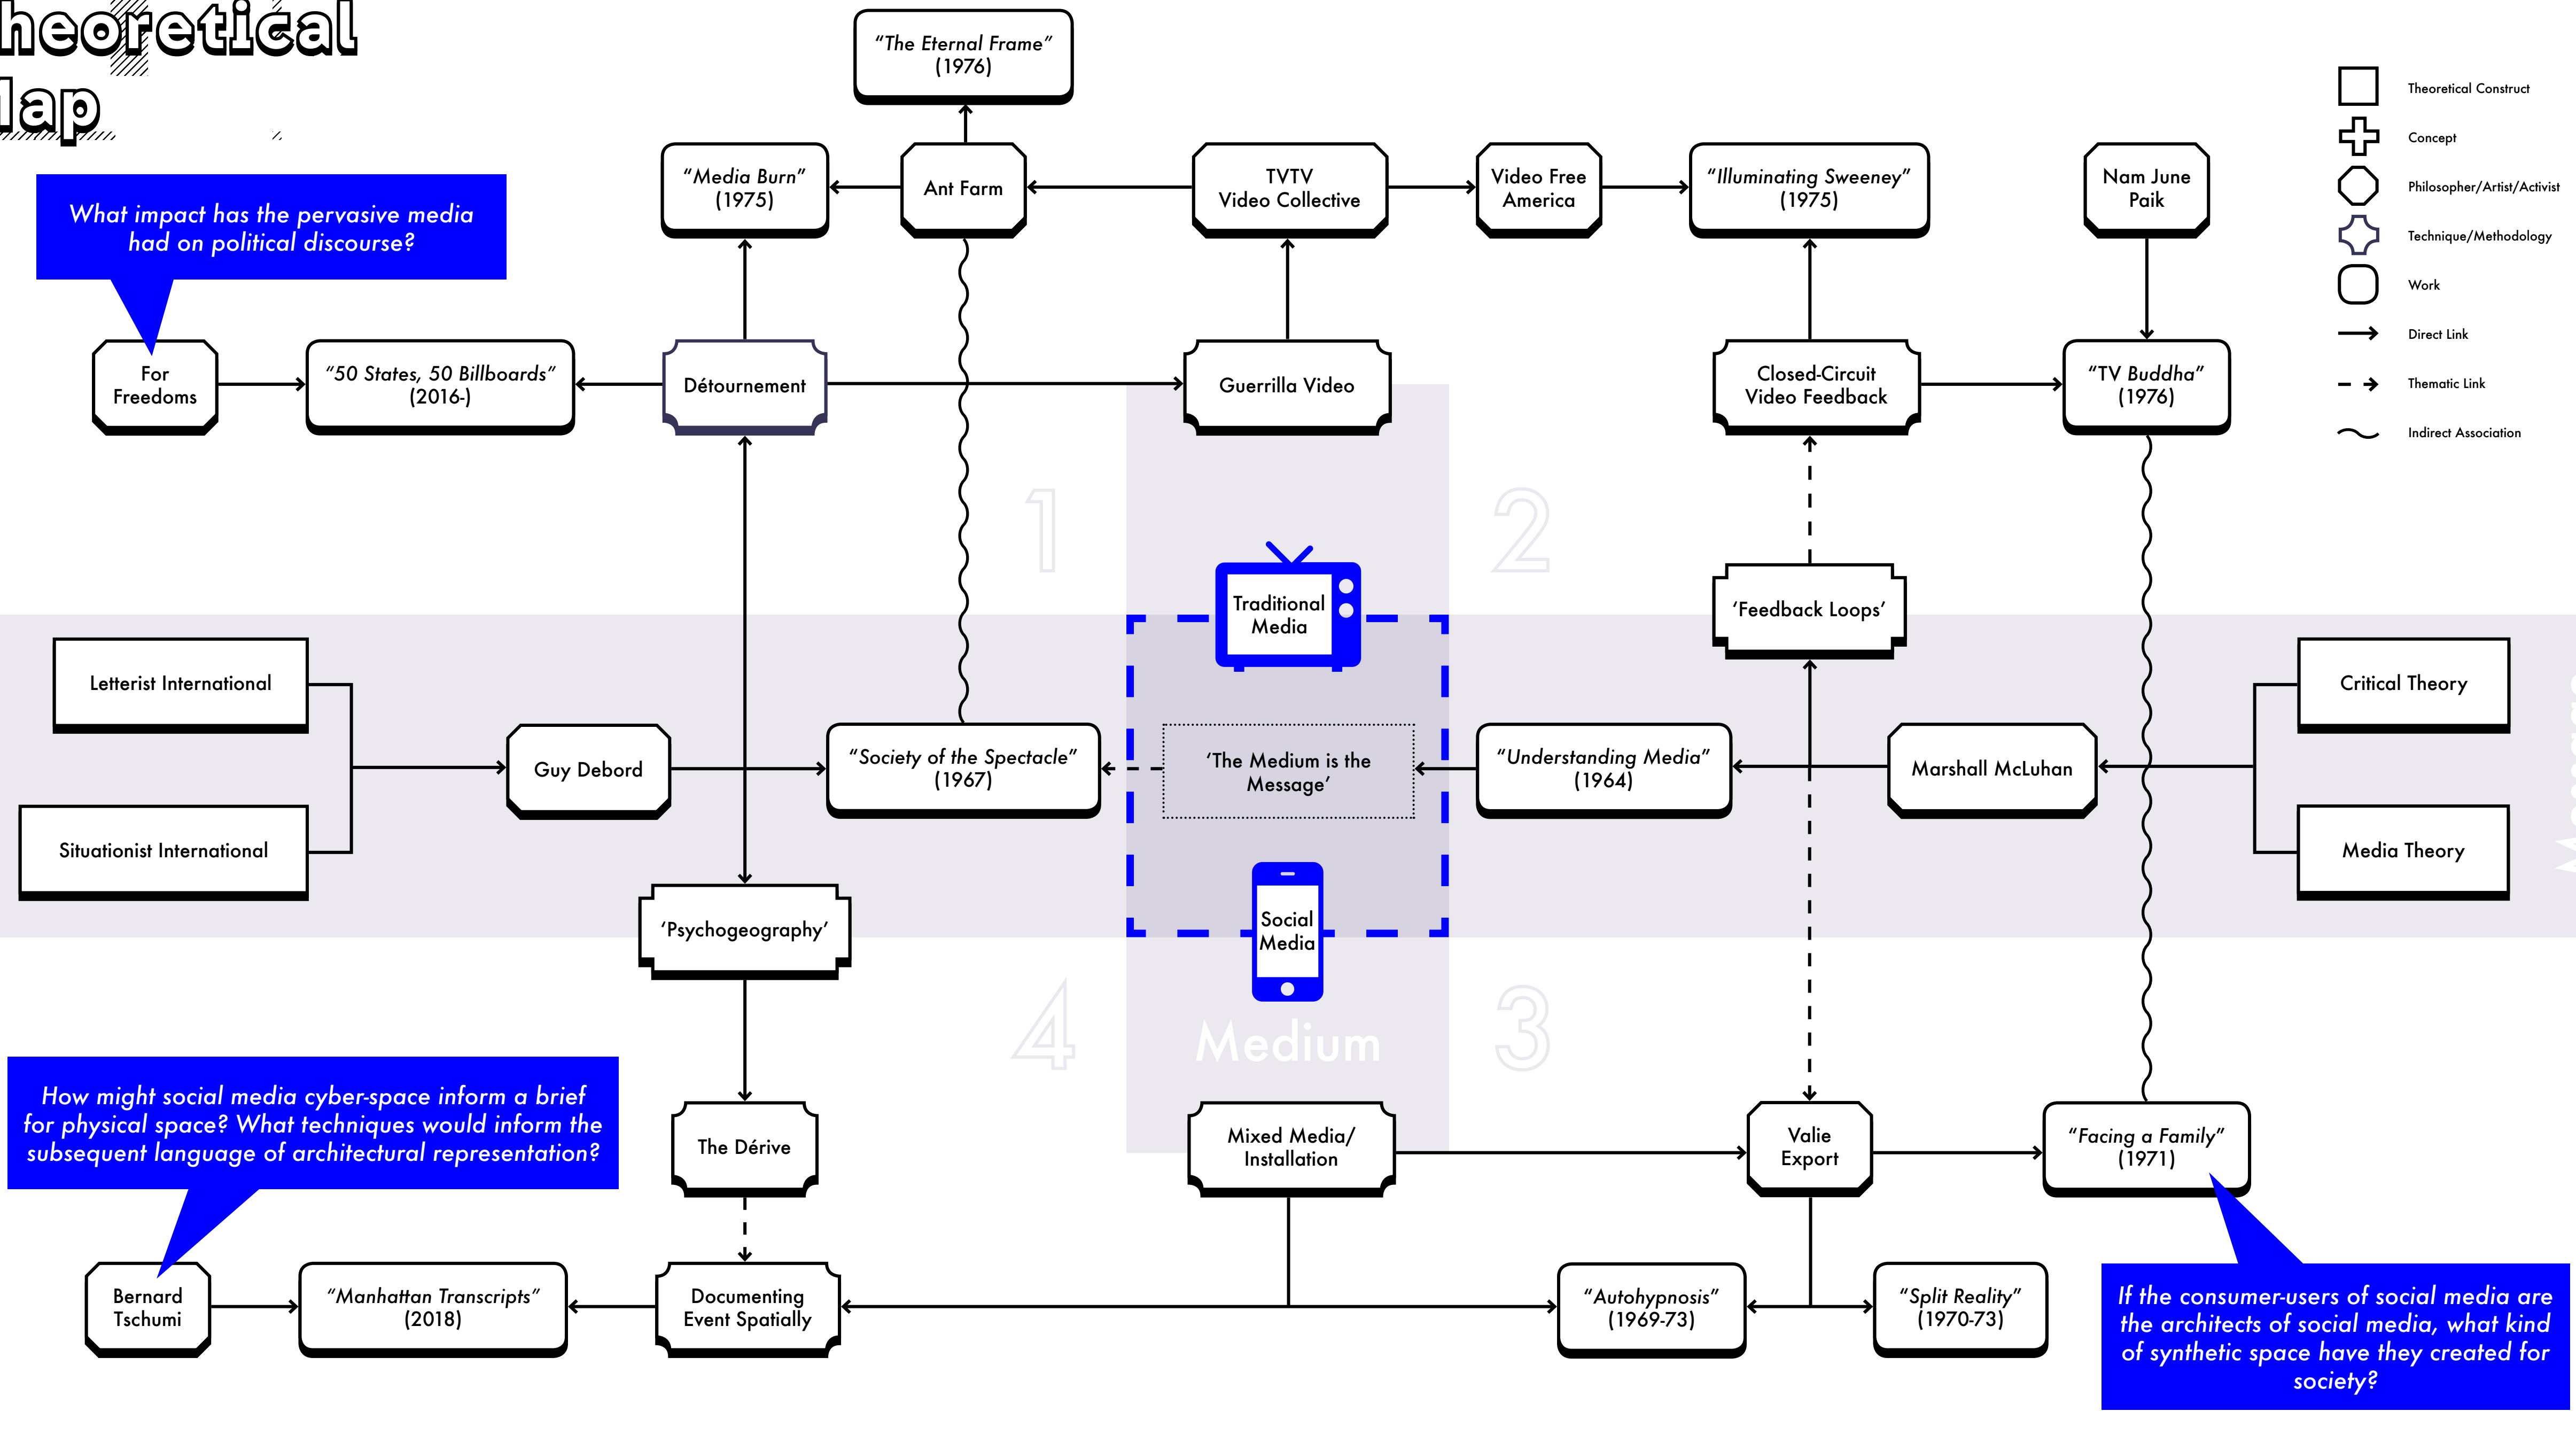 heoretical
ap
“The Eternal Frame”
(1976)
“Media Burn”
(1975)
Ant Farm
TVTV
Video Collective
Video Free
America
“Illuminating Sweeney”
(1975)
Nam June
Paik
Theoretical Construct
Concept
Philosopher/Artist/Activist
Technique/Methodology
Work
Direct Link
Thematic Link
Indirect Association
What impact has the pervasive media
had on political discourse?
For
Freedoms
“50 States, 50 Billboards”
(2016-)
Détournement
Guerrilla Video
Closed-Circuit
Video Feedback
“TV Buddha”
(1976)
1
2
Traditional
Media
‘Feedback Loops’
Letterist International
Situationist International
Guy Debord
“Society of the Spectacle”
(1967)
‘The Medium is the
Message’
“Understanding Media”
(1964)
Marshall McLuhan
Critical Theory
Media Theory
‘Psychogeography’
Social
Media
4
Medium
3
How might social media cyber-space inform a brief
for physical space? What techniques would inform the
subsequent language of architectural representation?
The Dérive
Mixed Media/
Installation
Valie
Export
“Facing a Family”
(1971)
Bernard
Tschumi
“Manhattan Transcripts”
(2018)
Documenting
Event Spatially
“Autohypnosis”
(1969-73)
“Split Reality”
(1970-73)
If the consumer-users of social media are
the architects of social media, what kind
of synthetic space have they created for
society?